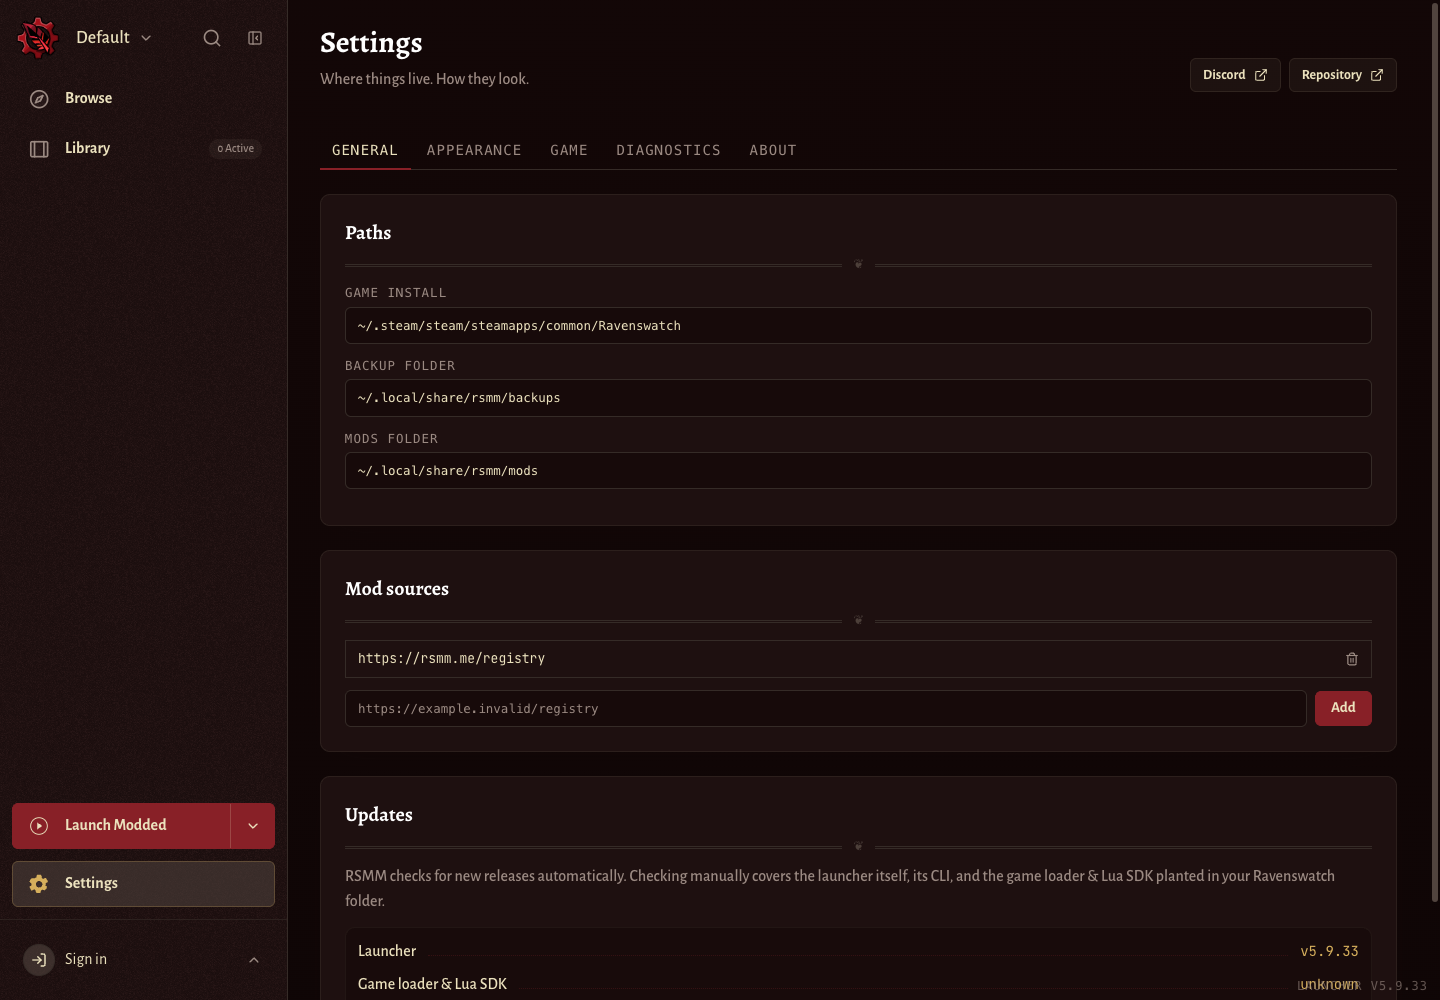 Default
Browse
Library
0 Active
Launch Modded
Settings
Sign in
Settings
Where things live. How they look.
Discord
Repository
GENERAL APPEARANCE GAME DIAGNOSTICS ABOUT
Paths
GAME INSTALL
~/.steam/steam/steamapps/common/Ravenswatch
BACKUP FOLDER
~/.local/share/rsmm/backups
MODS FOLDER
~/.local/share/rsmm/mods
Mod sources
https://rsmm.me/registry
https://example.invalid/registry
Add
Updates
RSMM checks for new releases automatically. Checking manually covers the launcher itself, its CLI, and the game loader & Lua SDK planted in your Ravenswatch
folder.
Launcher
v5.9.33
Game loader & Lua SDK
unknown
V5.9.33